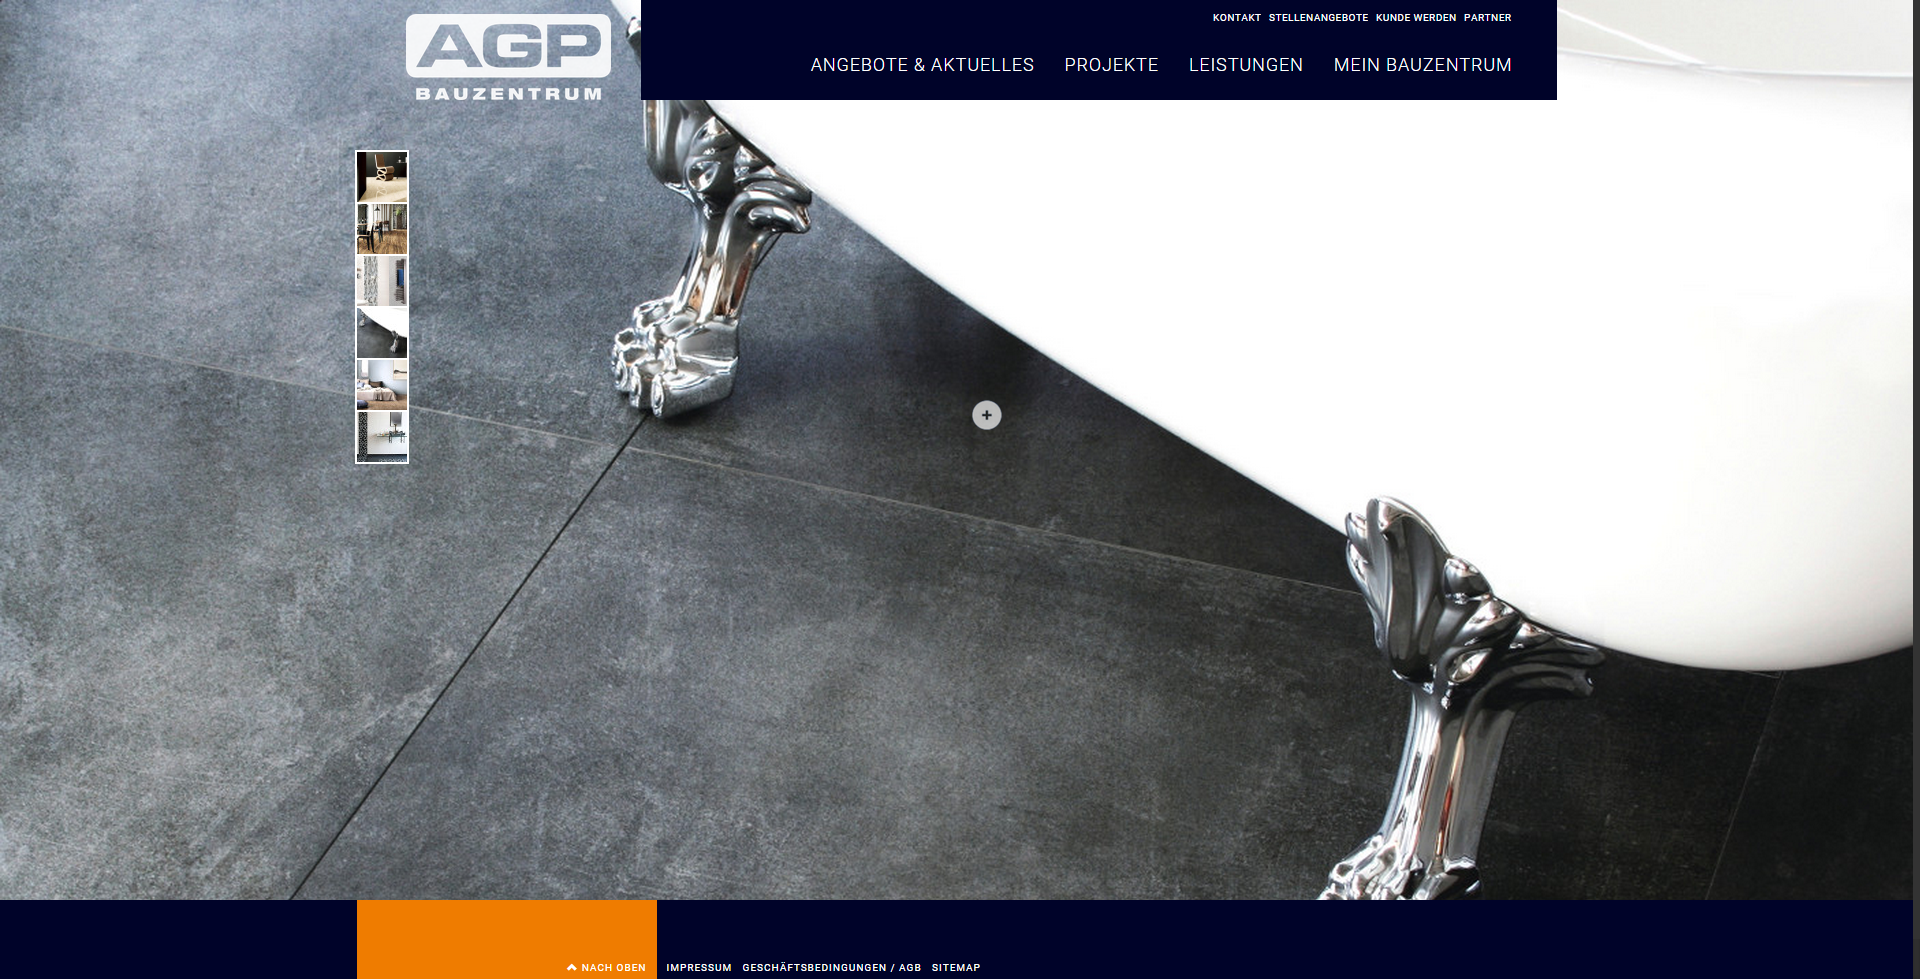 AGP
BAUZENTRUM
KONTAKT STELLENANGEBOTE KUNDE WERDEN PARTNER
ANGEBOTE & AKTUELLES PROJEKTE LEISTUNGEN MEIN BAUZENTRUM
NACH OBEN IMPRESSUM GESCHÄFTSBEDINGUNGEN / AGB SITEMAP